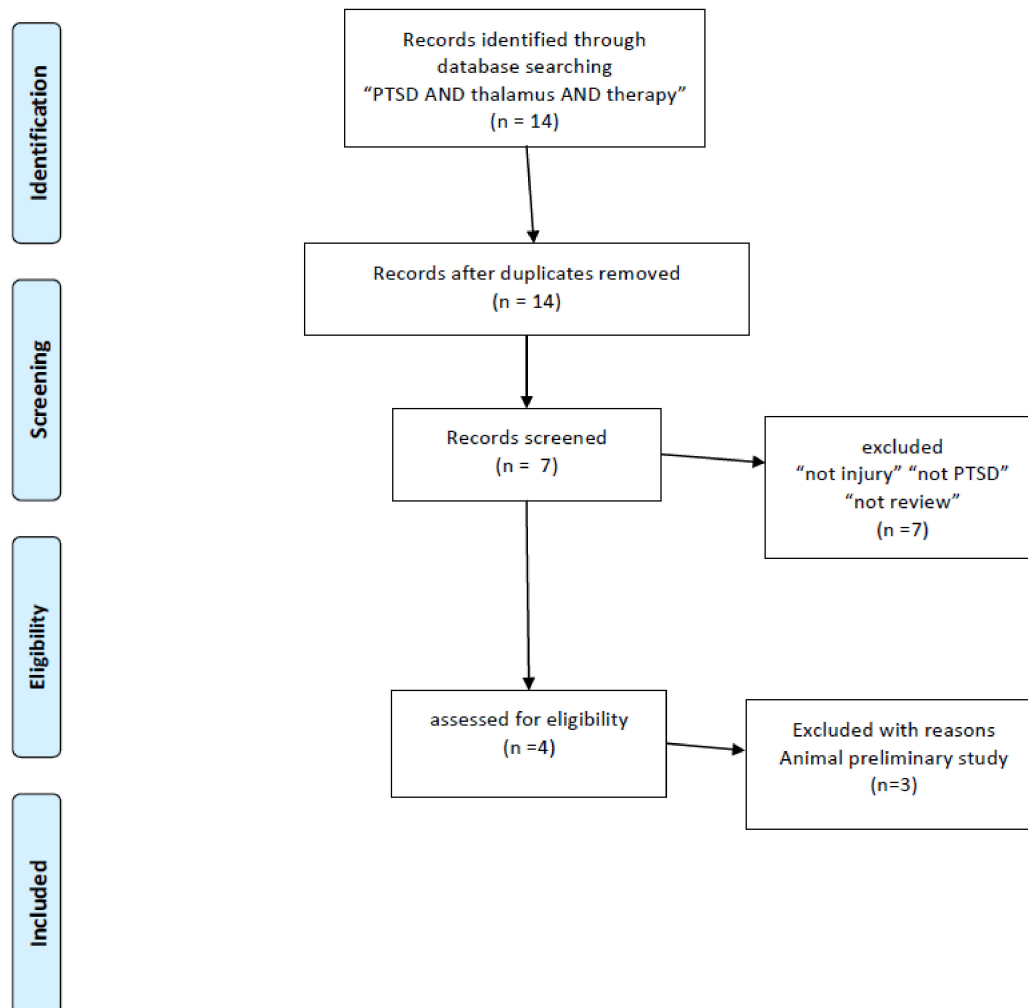 Identification
Records identified through
database searching
“PTSD AND thalamus AND therapy”
(n = 14)
Records after duplicates removed
(n = 14)
Screening
Records screened
(n = 7)
excluded
“not injury” “not PTSD”
“not review”
(n =7)
Eligibility
assessed for eligibility
(n =4)
Excluded with reasons
Animal preliminary study
(n=3)
Included